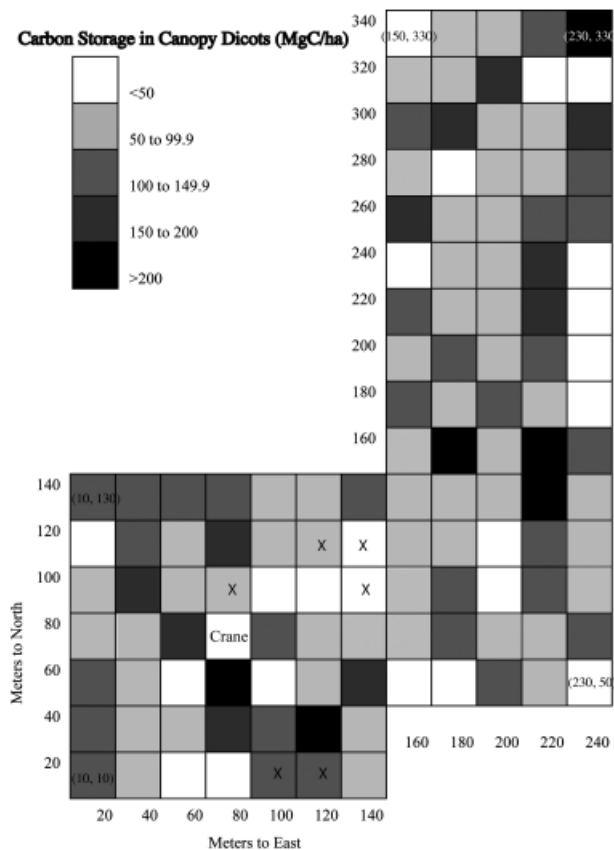 Carbon Storage in Canopy Dicots (MgC/ha)
<50
50 to 99.9
100 to 149.9
150 to 200
>200
340
320
300
280
260
240
220
200
180
160
(150, 330)
(230, 330
140
120
100
80
60
40
20
(10, 130)
X X
X X
Crane
(230, 50)
(10, 10)
X X
160 180 200 220 240
20 40 60 80 100 120 140
Meters to North
Meters to East